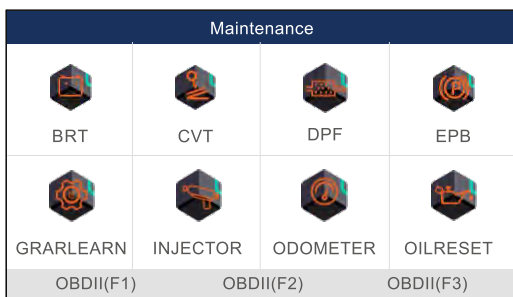 Maintenance
BRT CVT DPF EPB
GRARLEARN INJECTOR ODOMETER OILRESET
OBDII(F1) OBDII(F2) OBDII(F3)